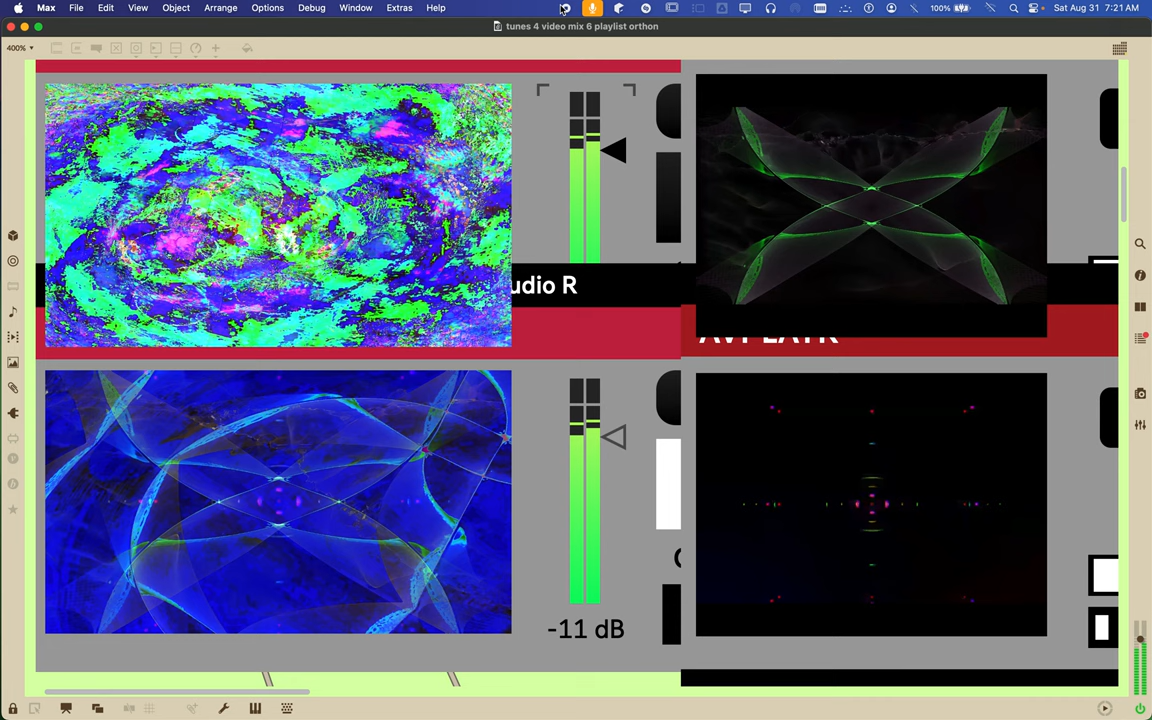 Max File Edit View Object Arrange Options Debug Window Extras Help
100% Sat Aug 31 7:21 AM
tunes 4 video mix 6 playlist orthon
400%
udio R
-11 dB